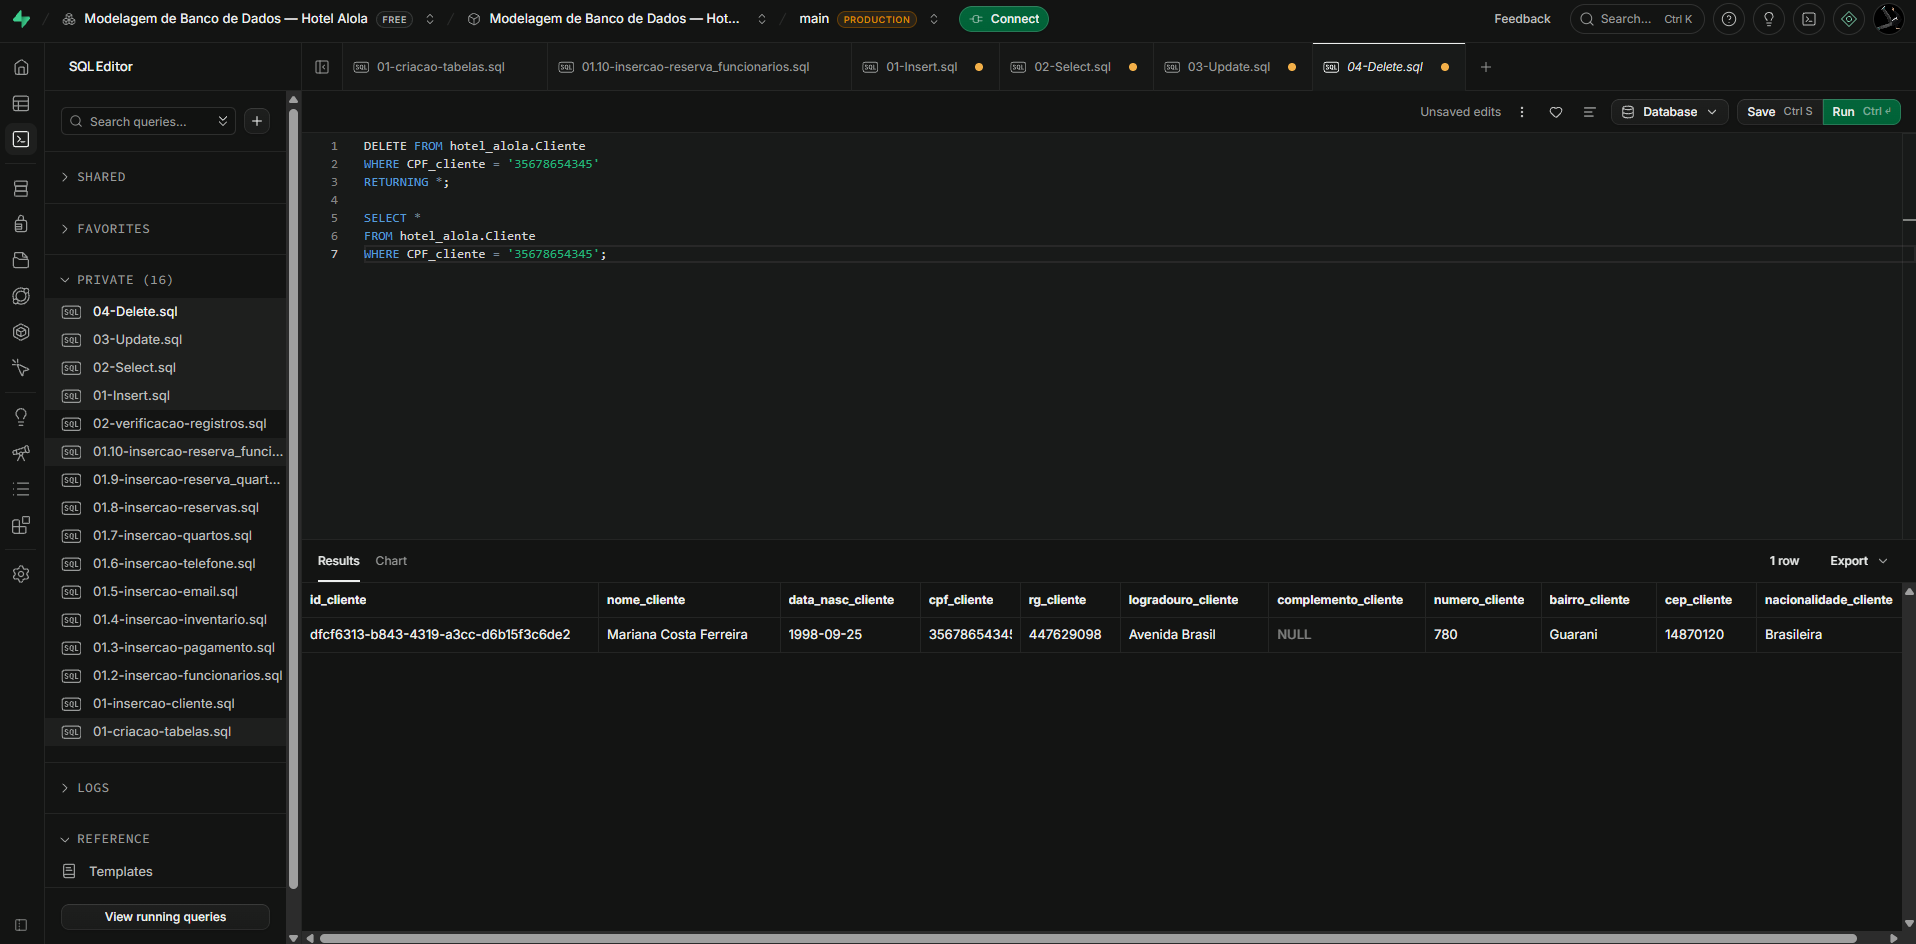 Modelagem de Banco de Dados — Hotel Alola FREE Modelagem de Banco de Dados — Hot... main PRODUCTION Connect Feedback Search... Ctrl K
SQL Editor
01-criacao-tabelas.sql 01.10-insercao-reserva_funcionarios.sql 01-Insert.sql 02-Select.sql 03-Update.sql 04-Delete.sql
Search queries...
Unsaved edits Database Save Ctrl S Run Ctrl
SHARED
FAVORITES
PRIVATE (16)
04-Delete.sql
03-Update.sql
02-Select.sql
01-Insert.sql
02-verificacao-registros.sql
01.10-insercao-reserva_funci...
01.9-insercao-reserva_quart...
01.8-insercao-reservas.sql
01.7-insercao-quartos.sql
01.6-insercao-telefone.sql
01.5-insercao-email.sql
01.4-insercao-inventario.sql
01.3-insercao-pagamento.sql
01.2-insercao-funcionarios.sql
01-insercao-cliente.sql
01-criacao-tabelas.sql
LOGS
REFERENCE
Templates
View running queries
1 DELETE FROM hotel_alola.Cliente
2 WHERE CPF_cliente = '35678654345'
3 RETURNING *;
4
5 SELECT *
6 FROM hotel_alola.Cliente
7 WHERE CPF_cliente = '35678654345';
Results Chart 1 row Export
id_cliente nome_cliente data_nasc_cliente cpf_cliente rg_cliente logradouro_cliente complemento_cliente numero_cliente bairro_cliente cep_cliente nacionalidade_cliente
dfcf6313-b843-4319-a3cc-d6b15f3c6de2 Mariana Costa Ferreira 1998-09-25 35678654345 447629098 Avenida Brasil NULL 780 Guarani 14870120 Brasileira